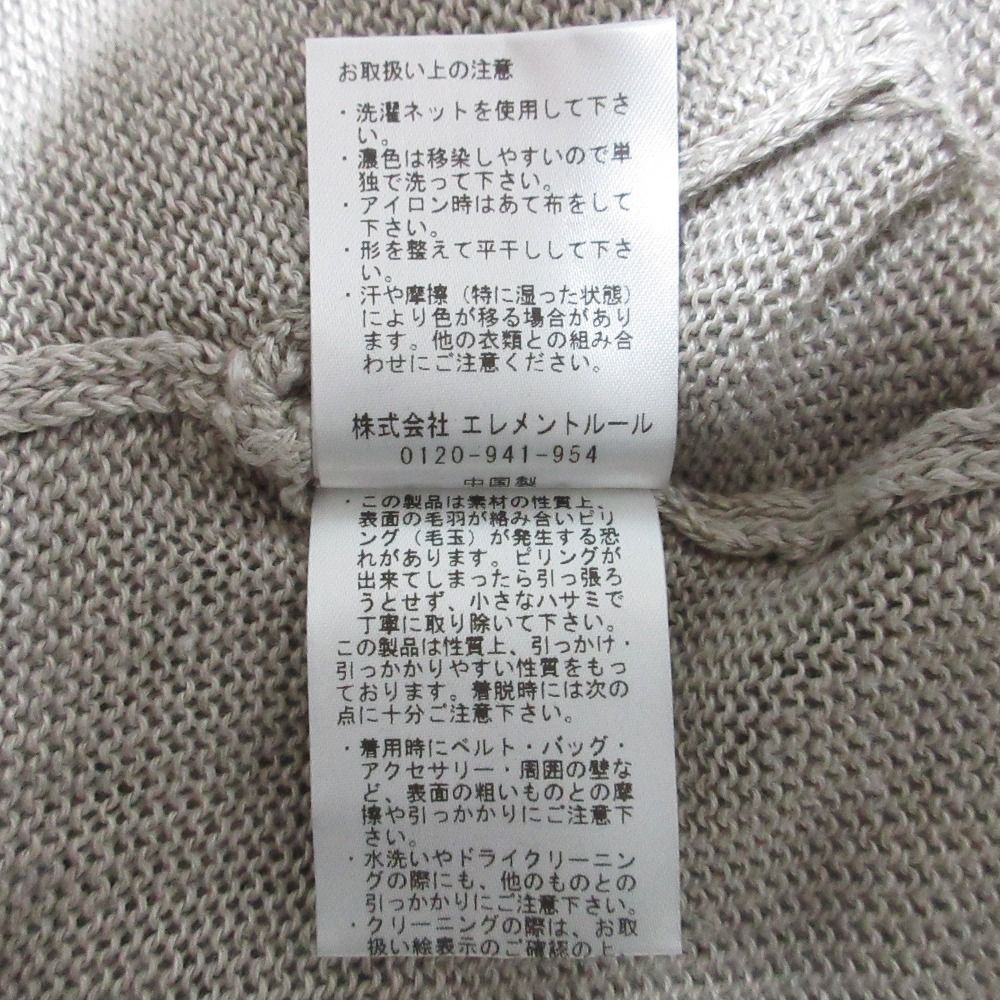 お取扱い上の注意
・洗濯ネットを使用して下さ
い。
・濃色は移染しやすいので単
独で洗って下さい。
・アイロン時はあて布をして
下さい。
・形を整えて平干しして下さ
い。
・汗や摩擦（特に湿った状態）
により色が移る場合があり
ます。他の衣類との組み合
わせにご注意ください。
株式会社 エレメントルール
0120-941-954
中国製
・この製品は素材の性質上、
表面の毛羽が絡み合いピリ
ング（毛玉）が発生する恐
れがあります。ピリングが
出来てしまったら引っ張ろ
うとせず、小さなハサミで
丁寧に取り除いて下さい。
この製品は性質上、引っかけ・
引っかかりやすい性質をもっ
ております。着脱時には次の
点に十分ご注意下さい。
・着用時にベルト・バッグ・
アクセサリー・周囲の壁な
ど、表面の粗いものとの摩
擦や引っかかりにご注意下
さい。
・水洗いやドライクリーニン
グの際にも、他のものとの
引っかかりにご注意下さい。
・クリーニングの際は、お取
扱い絵表示のご確認の上、